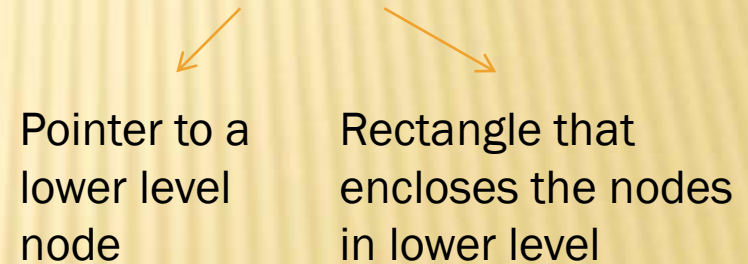 Pointer to a
lower level
node
Rectangle that
encloses the nodes
in lower level